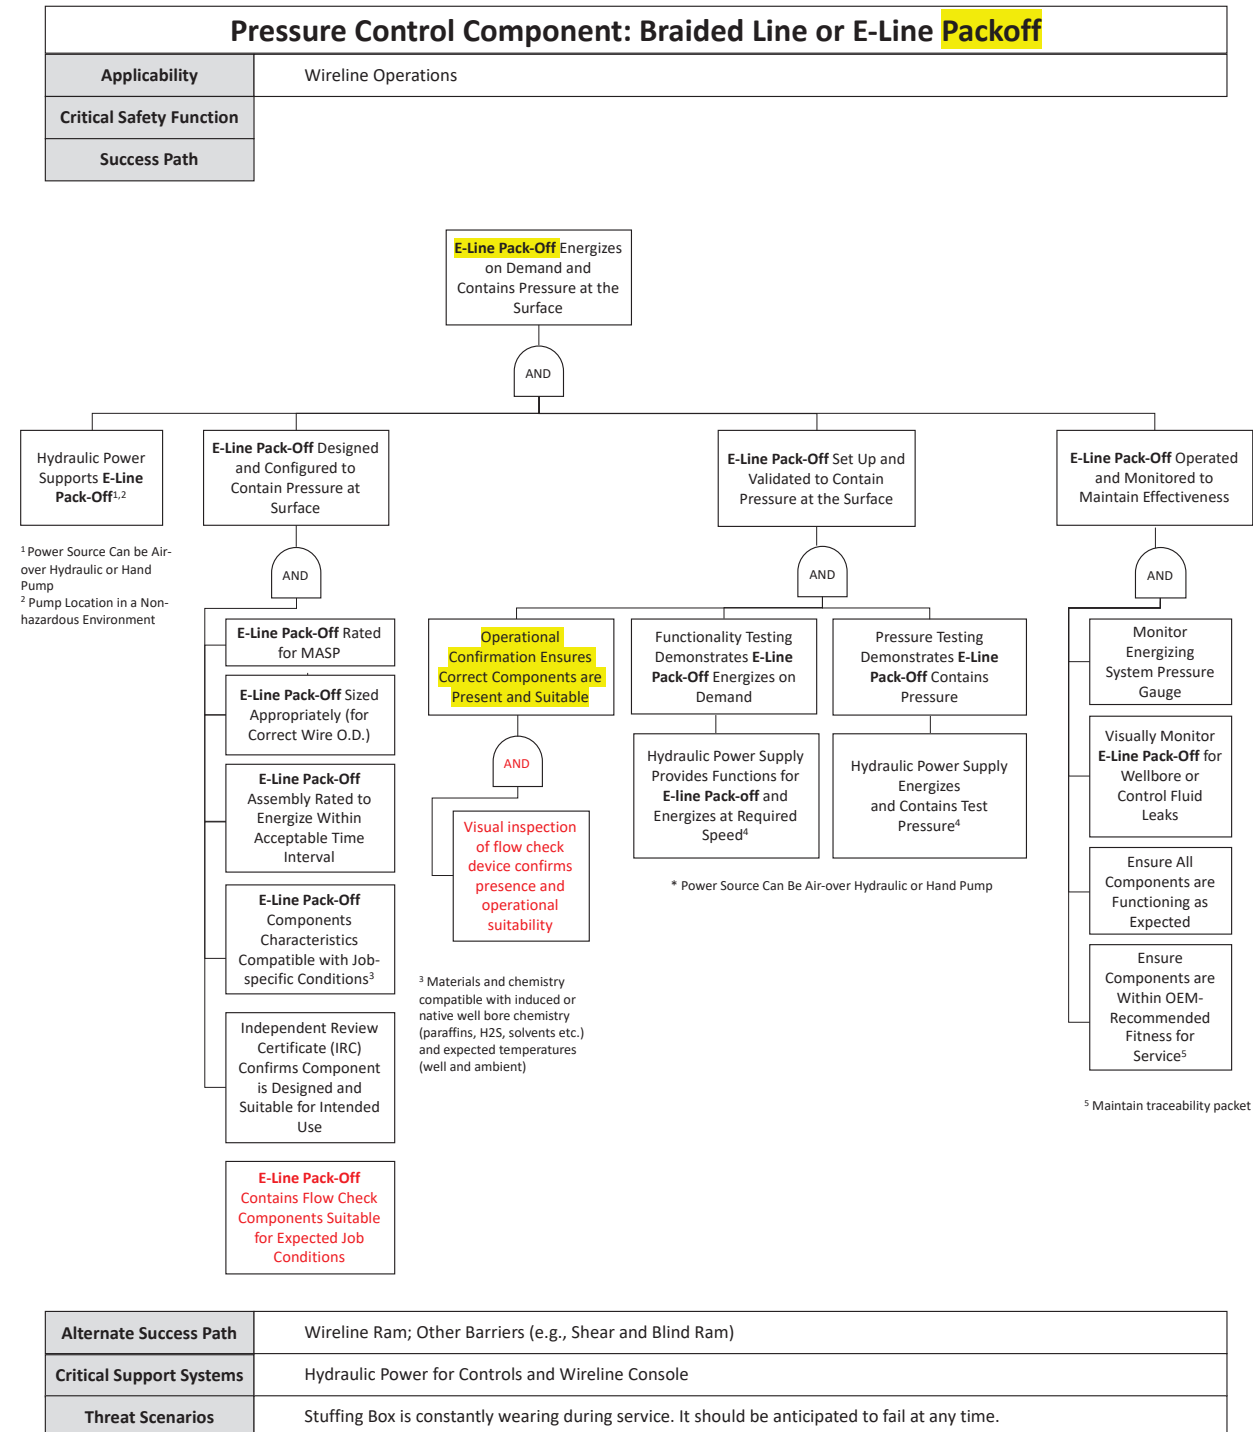 Pressure Control Component: Braided Line or E-Line Packoff
Applicability
Wireline Operations
Critical Safety Function
Success Path
E-Line Pack-Off Energizes
on Demand and
Contains Pressure at the
Surface
AND
Hydraulic Power
Supports E-Line
Pack-Off1,2
1 Power Source Can be Air-
over Hydraulic or Hand
Pump
2 Pump Location in a Non-
hazardous Environment
E-Line Pack-Off Designed
and Configured to
Contain Pressure at
Surface
AND
E-Line Pack-Off Rated
for MASP
E-Line Pack-Off Sized
Appropriately (for
Correct Wire O.D.)
E-Line Pack-Off
Assembly Rated to
Energize Within
Acceptable Time
Interval
E-Line Pack-Off
Components
Characteristics
Compatible with Job-
specific Conditions3
Independent Review
Certificate (IRC)
Confirms Component
is Designed and
Suitable for Intended
Use
E-Line Pack-Off
Contains Flow Check
Components Suitable
for Expected Job
Conditions
E-Line Pack-Off Set Up and
Validated to Contain
Pressure at the Surface
AND
Operational
Confirmation Ensures
Correct Components are
Present and Suitable
AND
Visual inspection
of flow check
device confirms
presence and
operational
suitability
3 Materials and chemistry
compatible with induced or
native well bore chemistry
(paraffins, H2S, solvents etc.)
and expected temperatures
(well and ambient)
Functionality Testing
Demonstrates E-Line
Pack-Off Energizes on
Demand
Hydraulic Power Supply
Provides Functions for
E-line Pack-off and
Energizes at Required
Speed4
Pressure Testing
Demonstrates E-Line
Pack-Off Contains
Pressure
Hydraulic Power Supply
Energizes
and Contains Test
Pressure4
* Power Source Can Be Air-over Hydraulic or Hand Pump
E-Line Pack-Off Operated
and Monitored to
Maintain Effectiveness
AND
Monitor
Energizing
System Pressure
Gauge
Visually Monitor
E-Line Pack-Off for
Wellbore or
Control Fluid
Leaks
Ensure All
Components are
Functioning as
Expected
Ensure
Components are
Within OEM-
Recommended
Fitness for
Service5
5 Maintain traceability packet
Alternate Success Path
Wireline Ram; Other Barriers (e.g., Shear and Blind Ram)
Critical Support Systems
Hydraulic Power for Controls and Wireline Console
Threat Scenarios
Stuffing Box is constantly wearing during service. It should be anticipated to fail at any time.